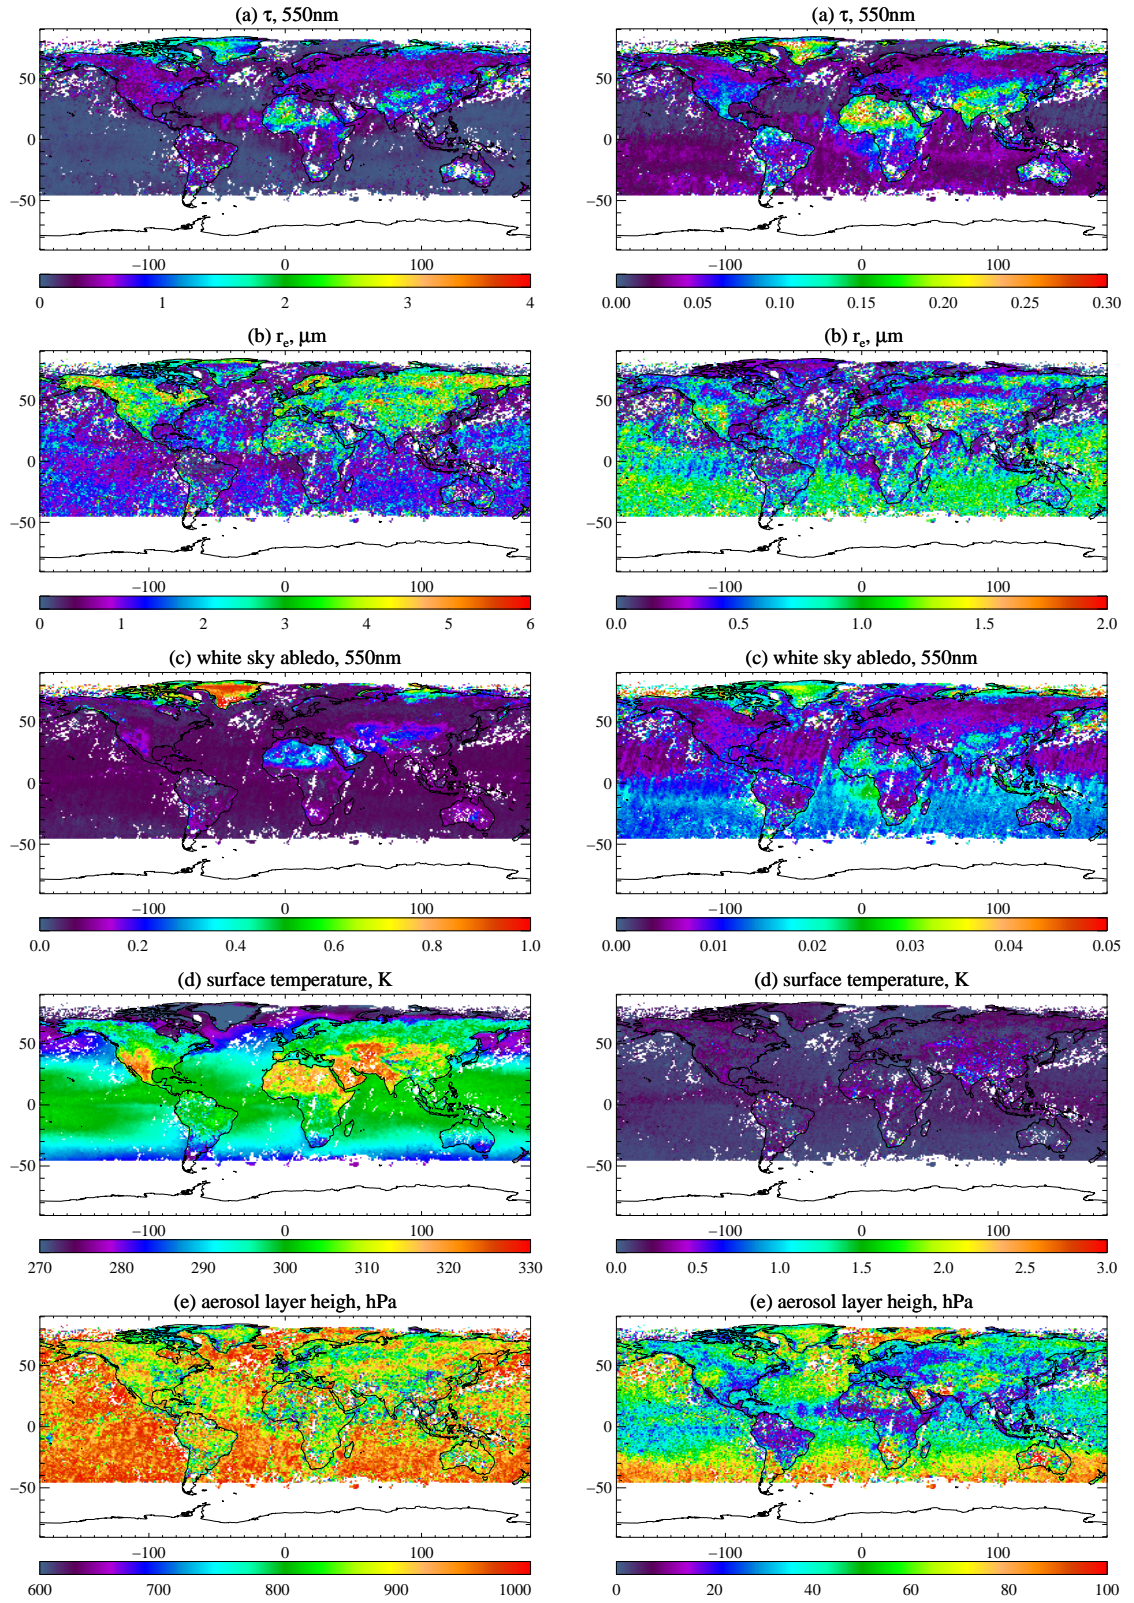 (a) τ, 550nm
50
0
−50
−100 0 100
0 1 2 3 4
(a) τ, 550nm
50
0
−50
−100 0 100
0.00 0.05 0.10 0.15 0.20 0.25 0.30
(b) re, μm
50
0
−50
−100 0 100
0 1 2 3 4 5 6
(b) re, μm
50
0
−50
−100 0 100
0.0 0.5 1.0 1.5 2.0
(c) white sky abledo, 550nm
50
0
−50
−100 0 100
0.0 0.2 0.4 0.6 0.8 1.0
(c) white sky abledo, 550nm
50
0
−50
−100 0 100
0.00 0.01 0.02 0.03 0.04 0.05
(d) surface temperature, K
50
0
−50
−100 0 100
270 280 290 300 310 320 330
(d) surface temperature, K
50
0
−50
−100 0 100
0.0 0.5 1.0 1.5 2.0 2.5 3.0
(e) aerosol layer heigh, hPa
50
0
−50
−100 0 100
600 700 800 900 1000
(e) aerosol layer heigh, hPa
50
0
−50
−100 0 100
0 20 40 60 80 100